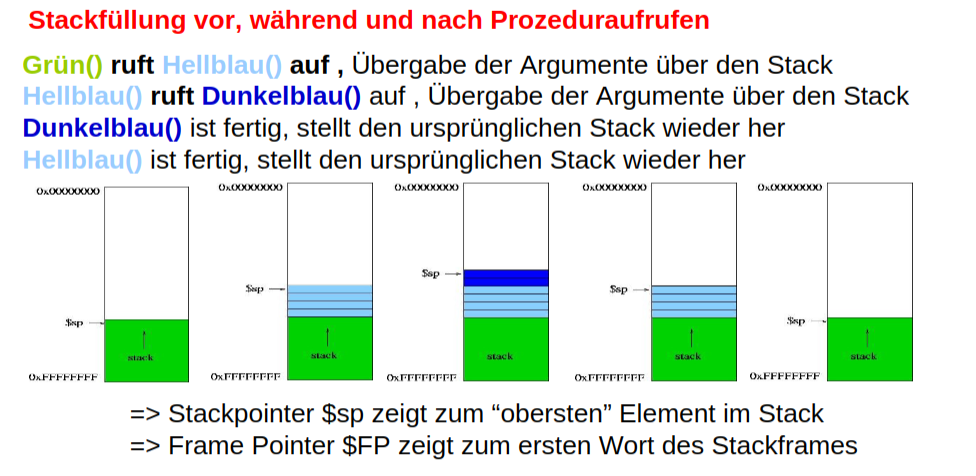 Stackfüllung vor, während und nach Prozeduraufrufen
Grün() ruft Hellblau() auf , Übergabe der Argumente über den Stack
Hellblau() ruft Dunkelblau() auf , Übergabe der Argumente über den Stack
Dunkelblau() ist fertig, stellt den ursprünglichen Stack wieder her
Hellblau() ist fertig, stellt den ursprünglichen Stack wieder her
0x00000000
$sp
stack
0xFFFFFFFF
0x00000000
$sp
stack
0xFFFFFFFF
0x00000000
$sp
stack
0xFFFFFFFF
0x00000000
$sp
stack
0xFFFFFFFF
0x00000000
$sp
stack
0xFFFFFFFF
=> Stackpointer $sp zeigt zum “obersten” Element im Stack
=> Frame Pointer $FP zeigt zum ersten Wort des Stackframes